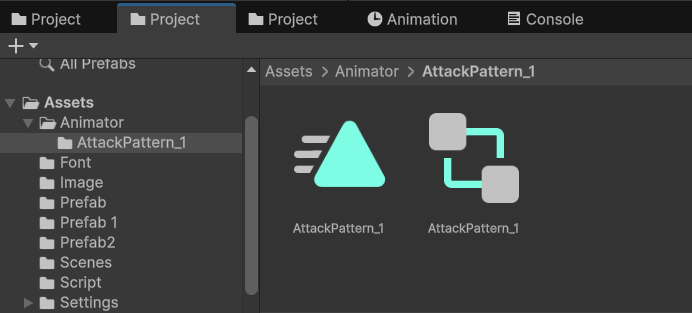 Project
Project
Project
Animation
Console
All Prefabs
Assets
Animator
AttackPattern_1
Font
Image
Prefab
Prefab 1
Prefab2
Scenes
Script
Settings
Assets > Animator > AttackPattern_1
AttackPattern_1
AttackPattern_1